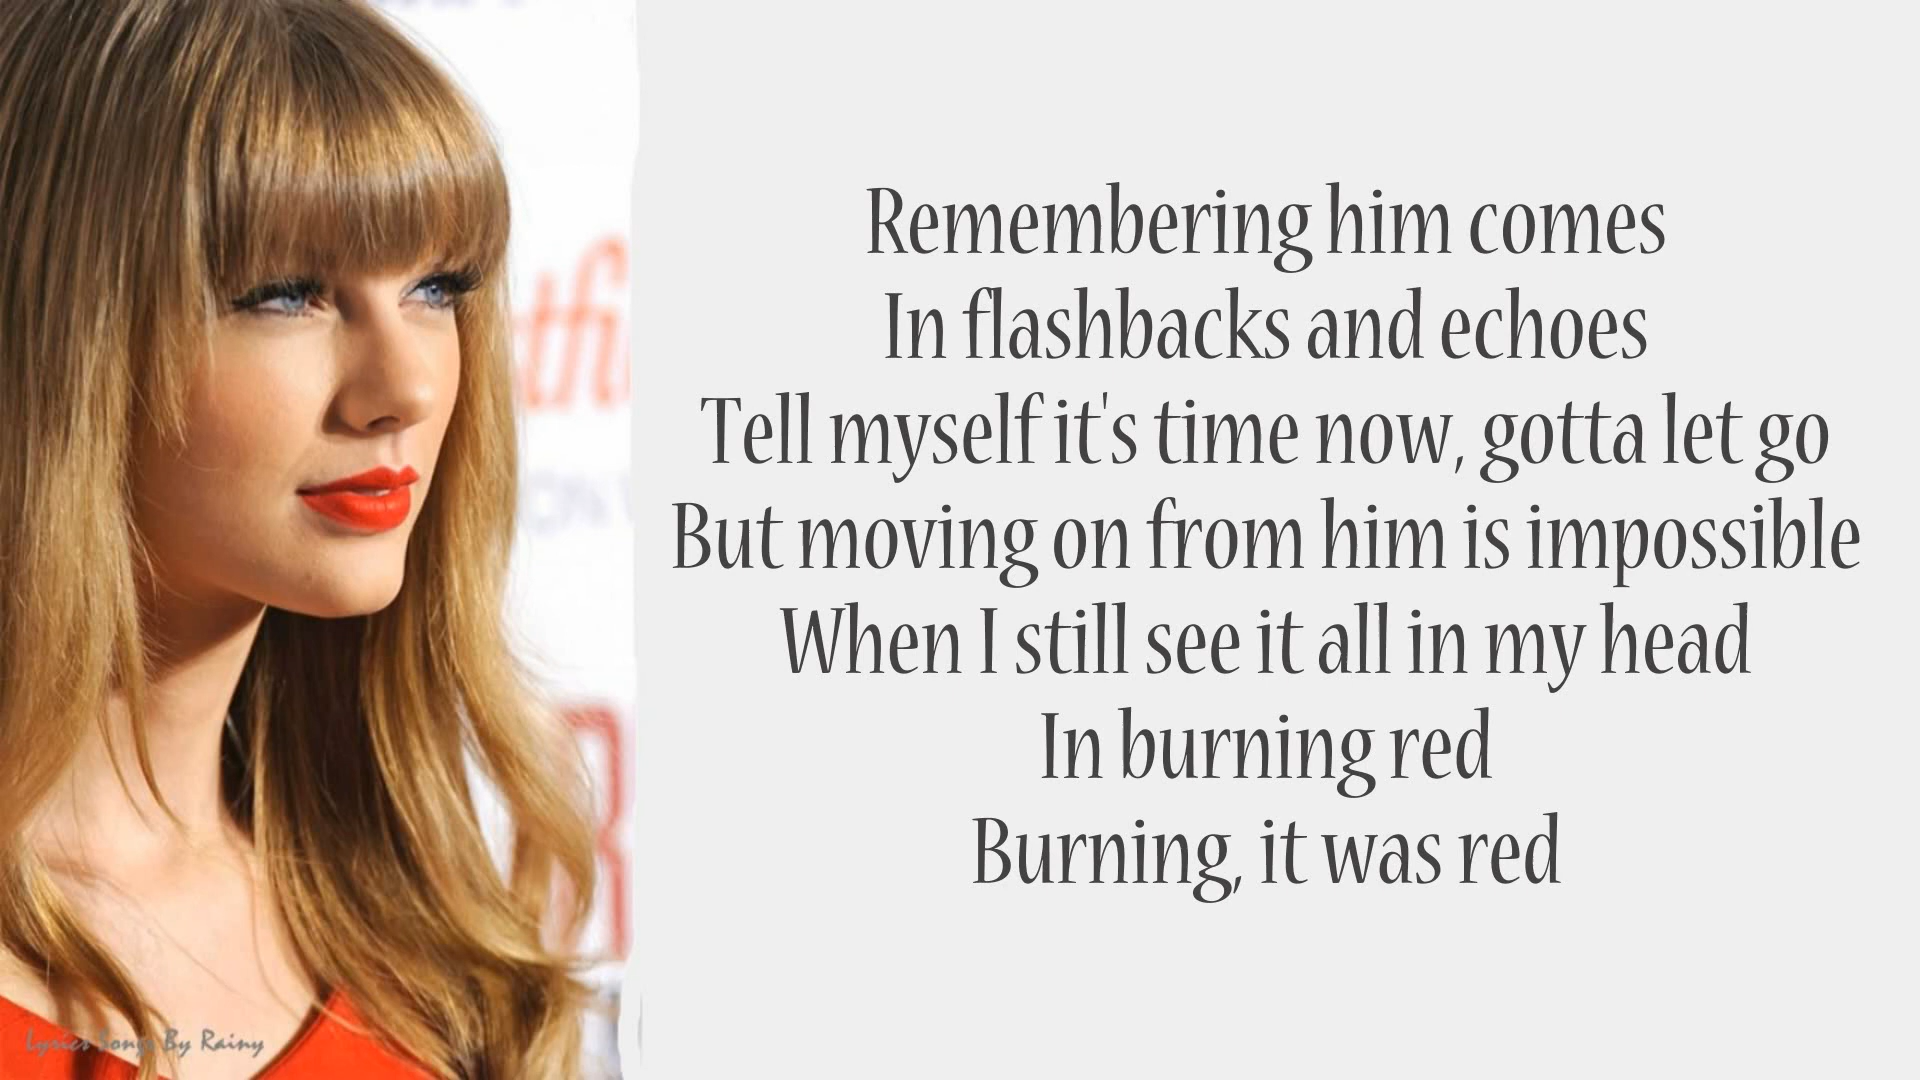 Remembering him comes
In flashbacks and echoes
Tell myself it's time now, gotta let go
But moving on from him is impossible
When I still see it all in my head
In burning red
Burning, it was red
Lyrics Songs By Rainy